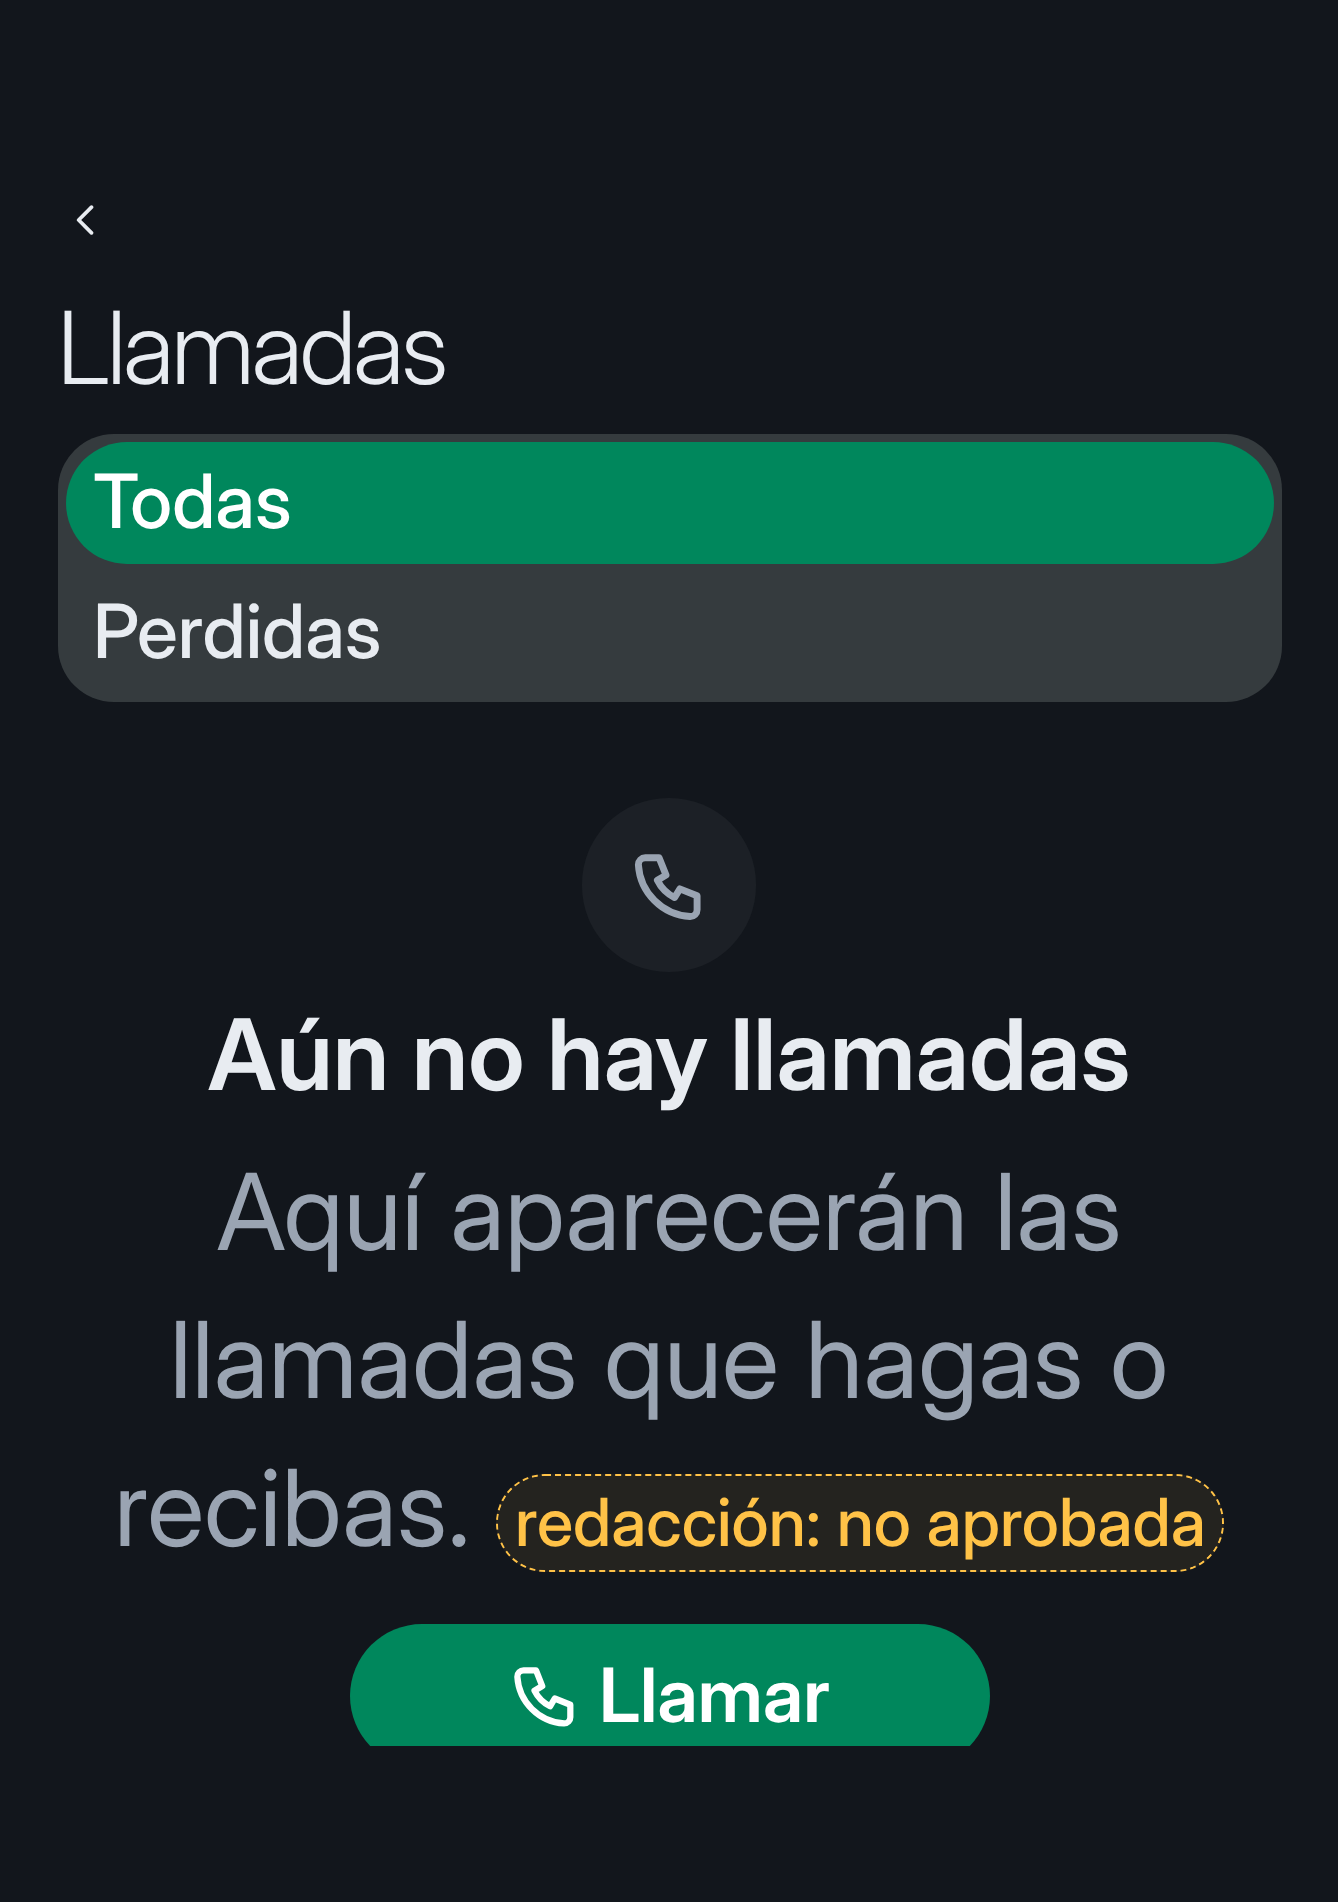 Llamadas
Todas
Perdidas
Aún no hay llamadas
Aquí aparecerán las
llamadas que hagas o
recibas. redacción: no aprobada
Llamar